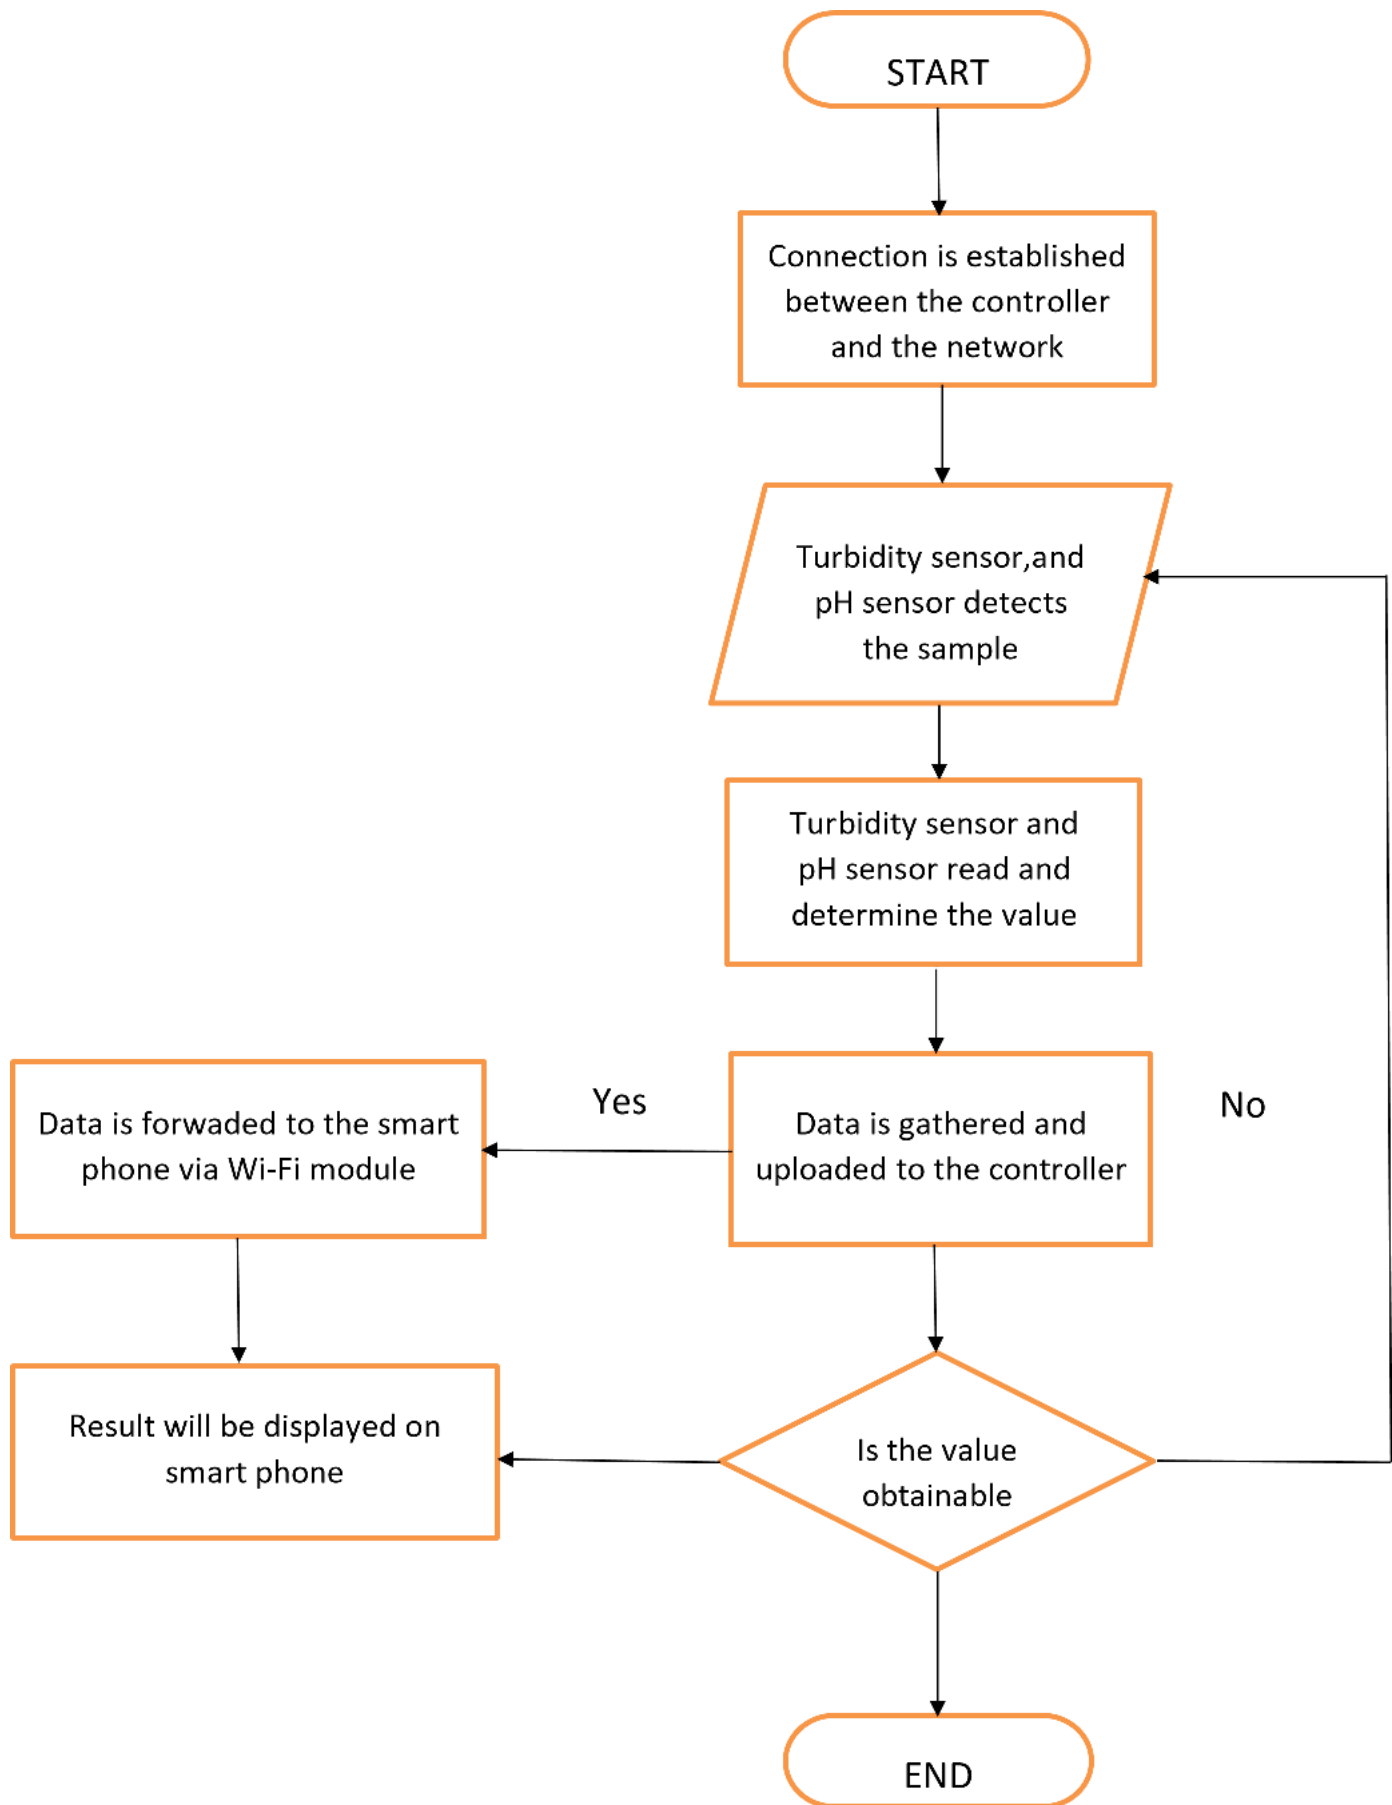 START
Connection is established
between the controller
and the network
Turbidity sensor,and
pH sensor detects
the sample
Turbidity sensor and
pH sensor read and
determine the value
Data is forwaded to the smart
phone via Wi-Fi module
Yes
Data is gathered and
uploaded to the controller
No
Result will be displayed on
smart phone
Is the value
obtainable
END